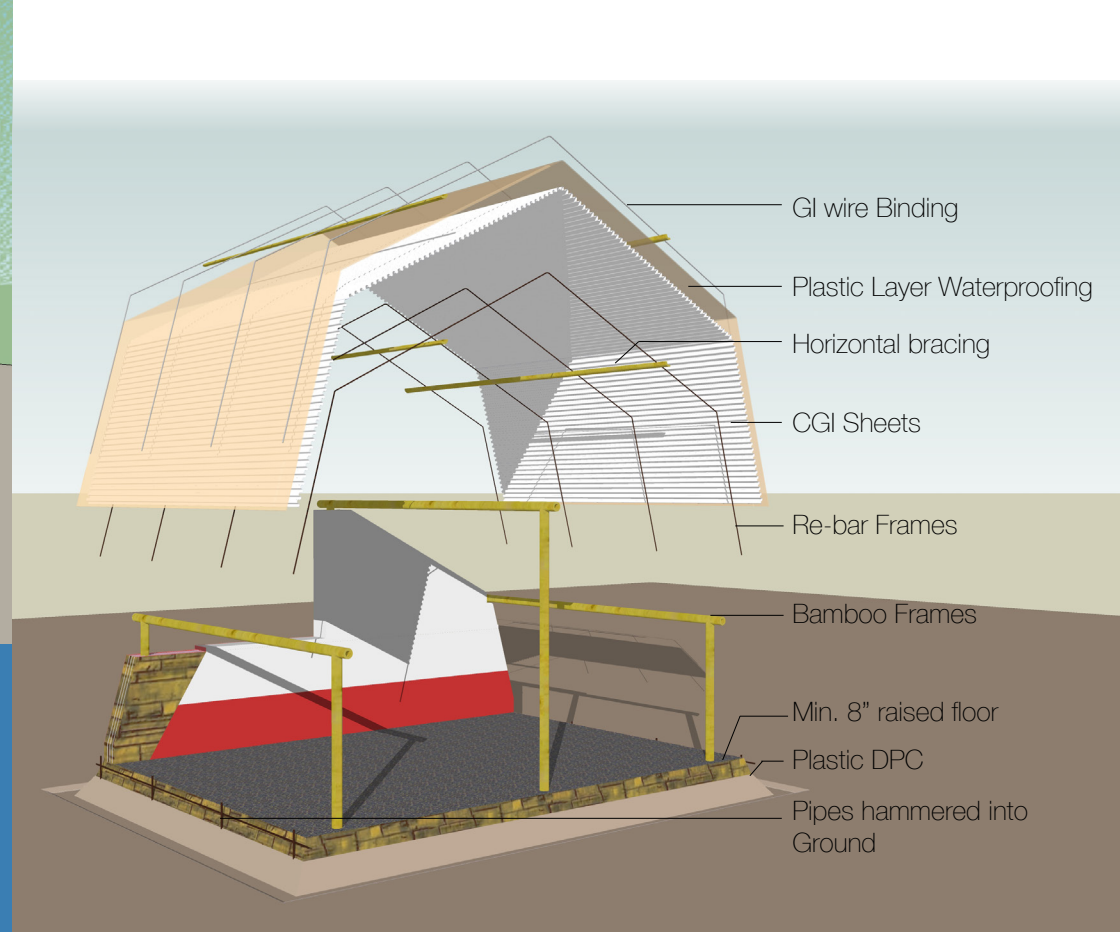 GI wire Binding
Plastic Layer Waterproofing
Horizontal bracing
CGI Sheets
Re-bar Frames
Bamboo Frames
Min. 8” raised floor
Plastic DPC
Pipes hammered into
Ground